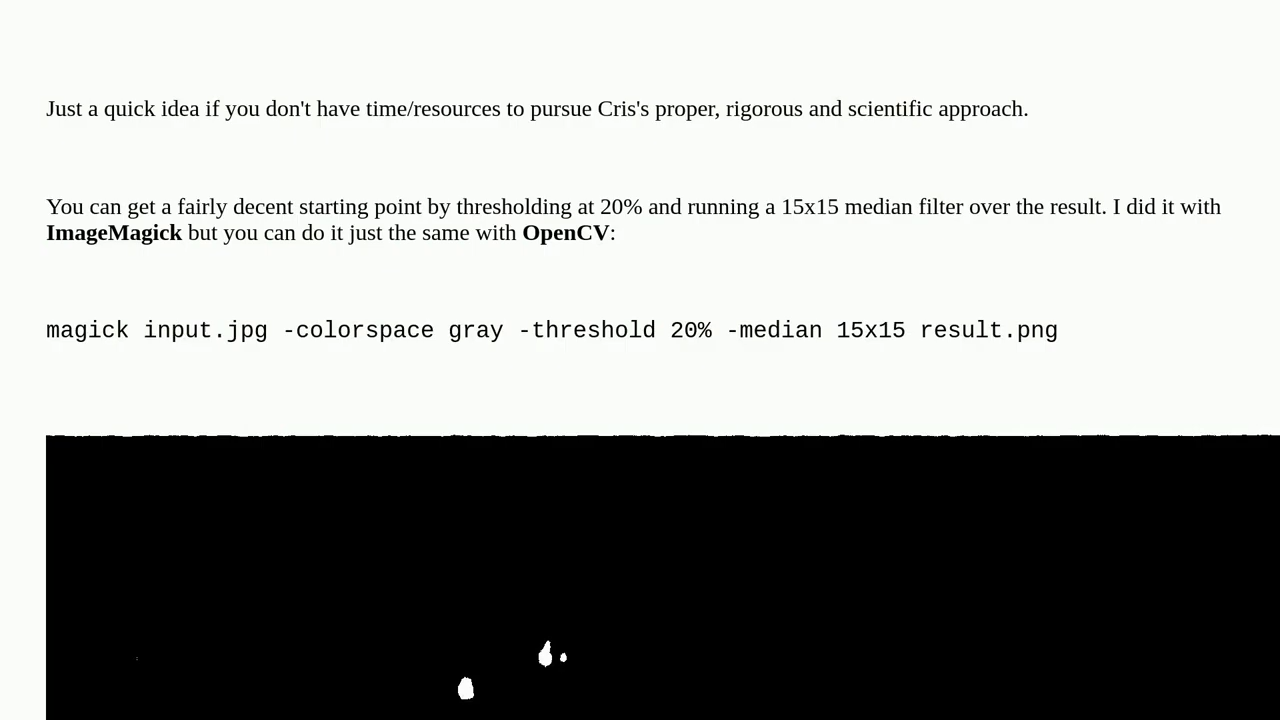 Just a quick idea if you don't have time/resources to pursue Cris's proper, rigorous and scientific approach.
You can get a fairly decent starting point by thresholding at 20% and running a 15x15 median filter over the result. I did it with
ImageMagick but you can do it just the same with OpenCV:
magick input.jpg -colorspace gray -threshold 20% -median 15x15 result.png